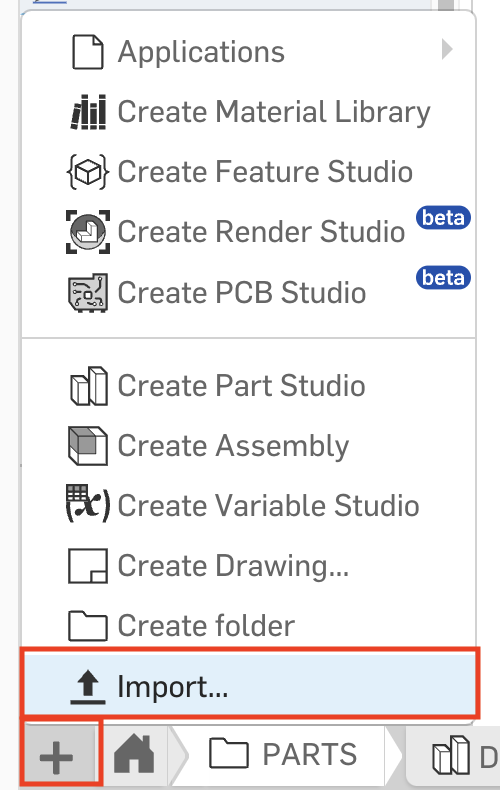 Applications
Create Material Library
Create Feature Studio
Create Render Studio beta
Create PCB Studio beta
Create Part Studio
Create Assembly
(x) Create Variable Studio
Create Drawing...
Create folder
Import...
+ PARTS D